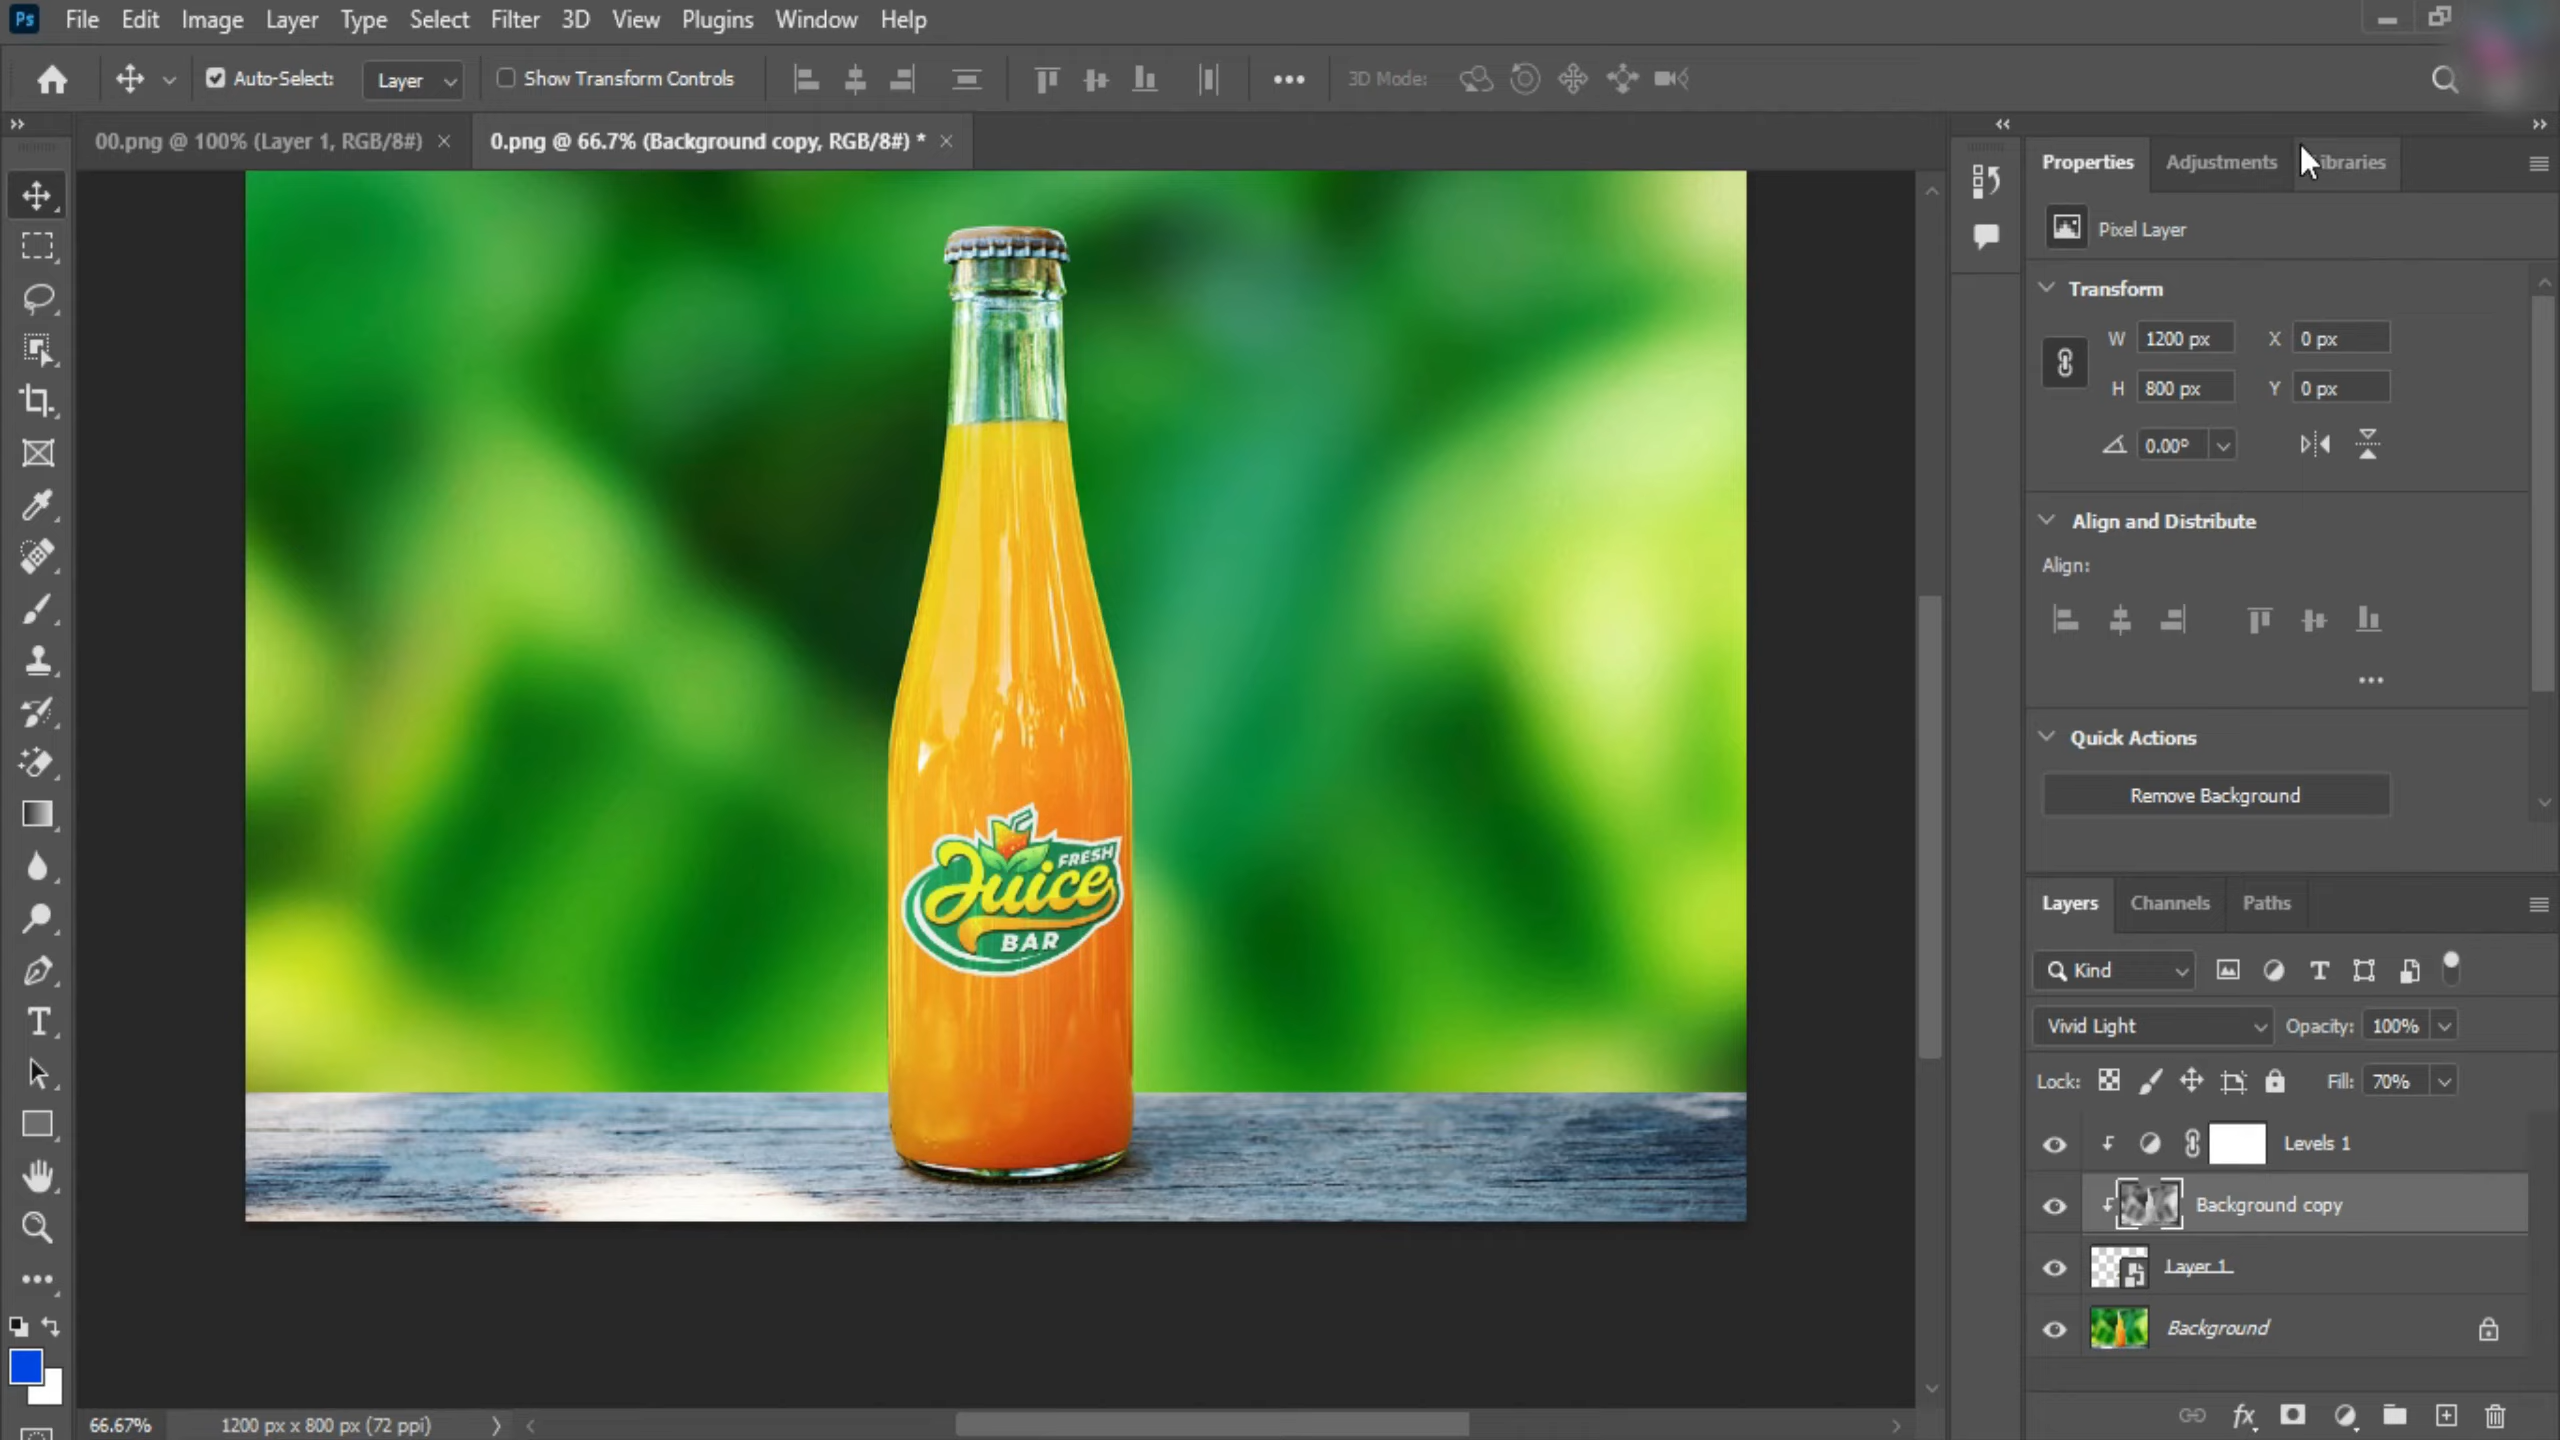 Ps File Edit Image Layer Type Select Filter 3D View Plugins Window Help
Auto-Select: Layer Show Transform Controls 3D Mode:
00.png @ 100% (Layer 1, RGB/8#) × 0.png @ 66.7% (Background copy, RGB/8#) * ×
Properties Adjustments ibraries
Pixel Layer
Transform
W 1200 px X 0 px
H 800 px Y 0 px
0.00°
Align and Distribute
Align:
Quick Actions
Remove Background
FRESH
Juice
BAR
Layers Channels Paths
Kind
Vivid Light Opacity: 100%
Lock: Fill: 70%
Levels 1
Background copy
Layer 1
Background
fx
66.67% 1200 px x 800 px (72 ppi)